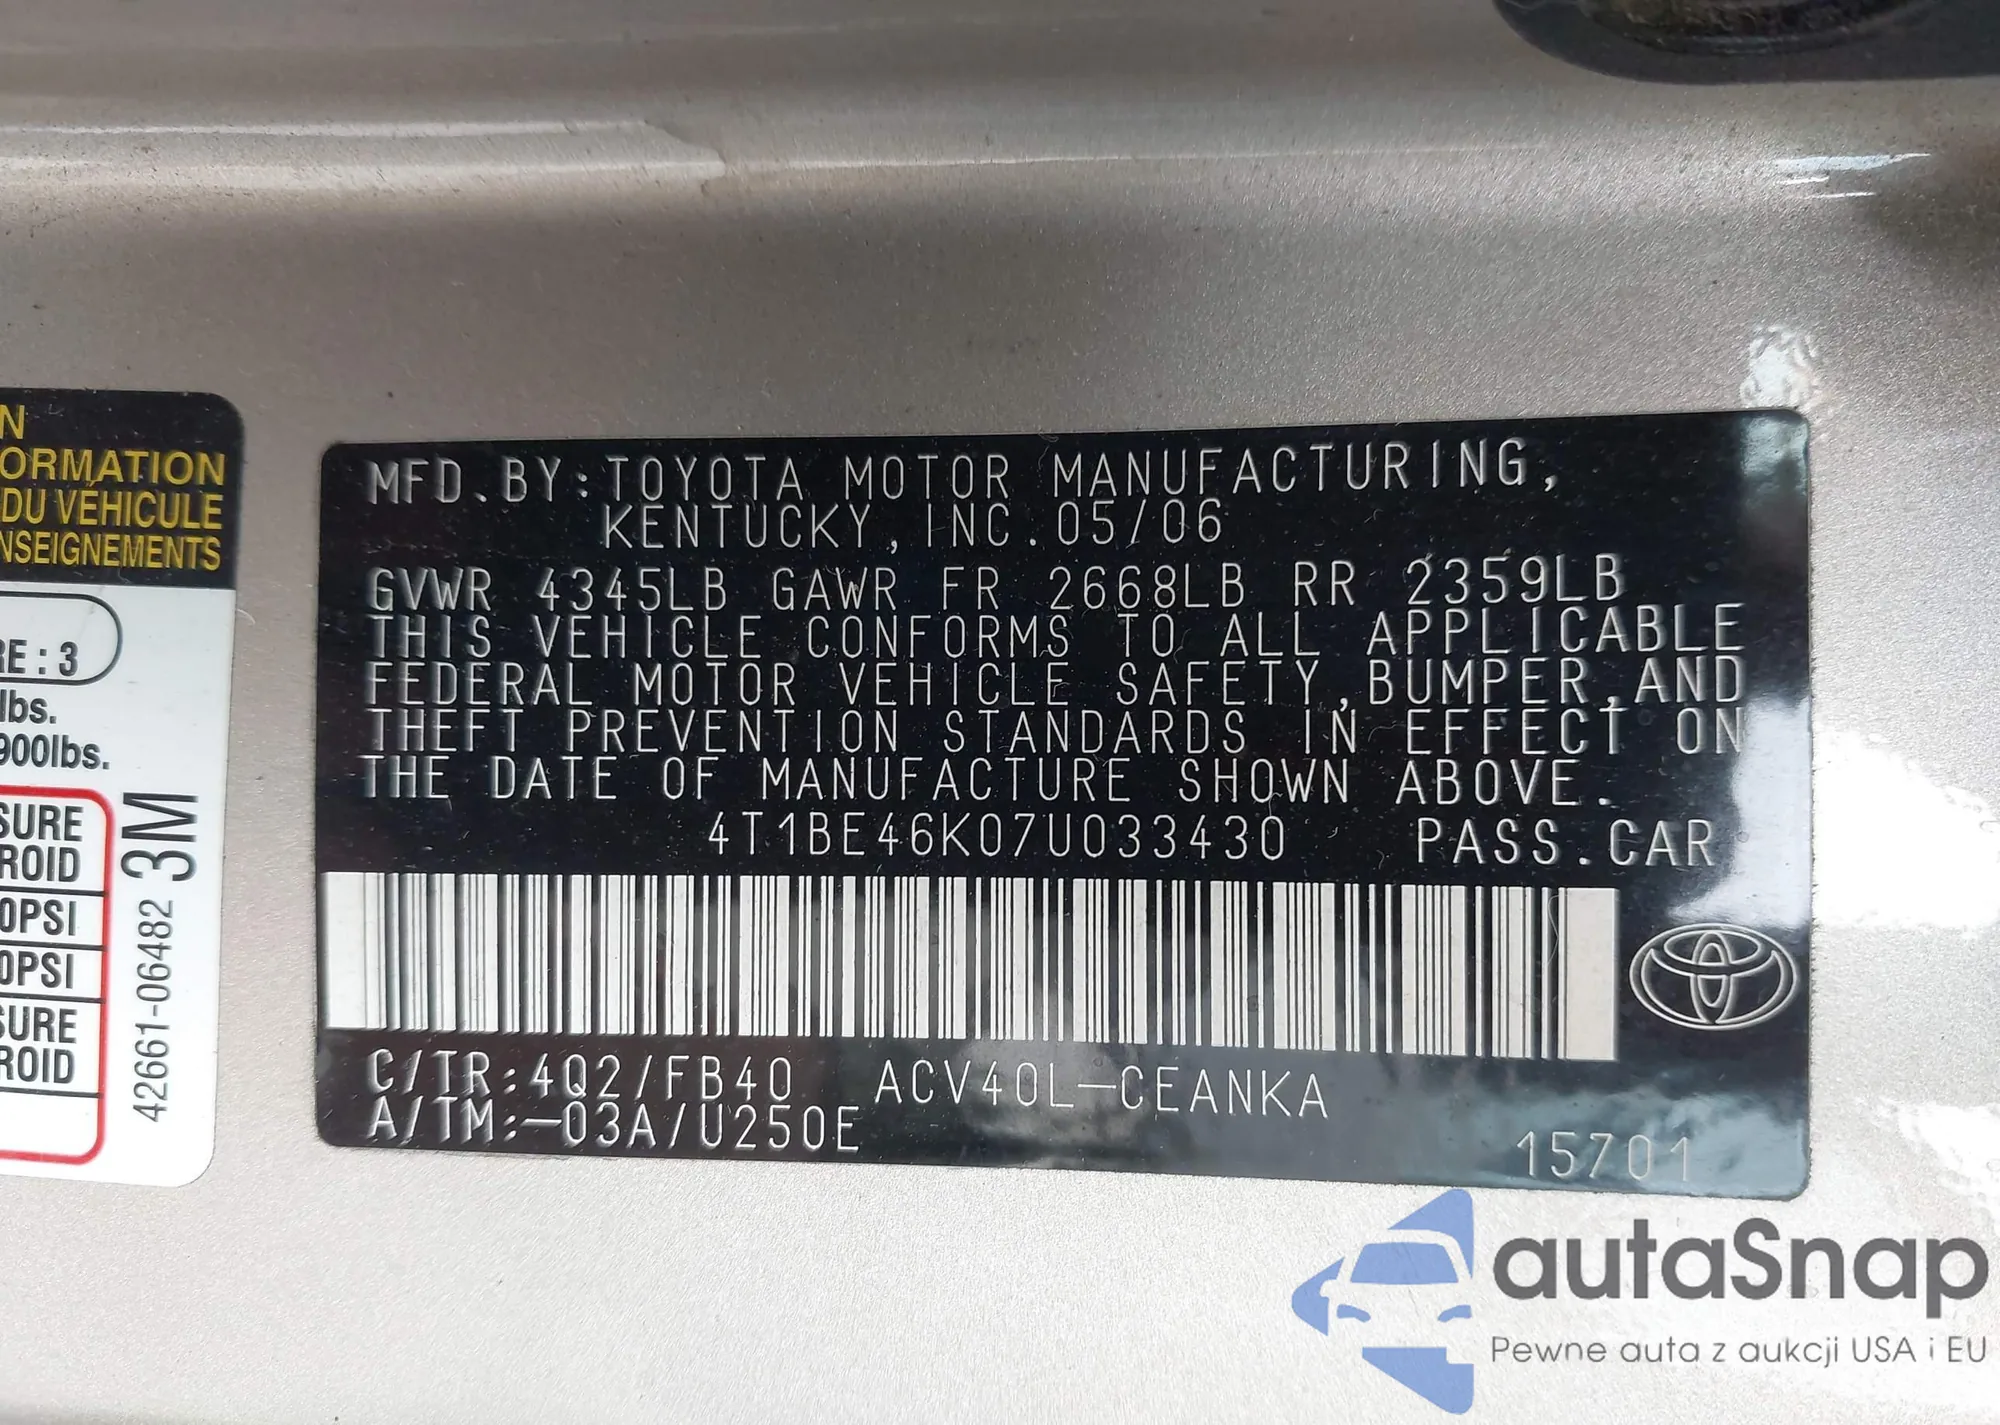 N
ORMATION
DU VÉHICULE
NSEIGNEMENTS
RE : 3
lbs.
900lbs.
SURE
ROID
0PSI
0PSI
SURE
ROID
42661-06482 3M
MFD. BY: TOYOTA MOTOR MANUFACTURING,
KENTUCKY, INC. 05/06
GVWR 4345LB GAWR FR 2668LB RR 2359LB
THIS VEHICLE CONFORMS TO ALL APPLICABLE
FEDERAL MOTOR VEHICLE SAFETY, BUMPER, AND
THEFT PREVENTION STANDARDS IN EFFECT ON
THE DATE OF MANUFACTURE SHOWN ABOVE.
4T1BE46K07U033430 PASS. CAR
C/TR: 4Q2/FB40 ACV40L-CEANKA
A/TM: -03A/U250E
15701
autaSnap
Pewne auta z aukcji USA i EU